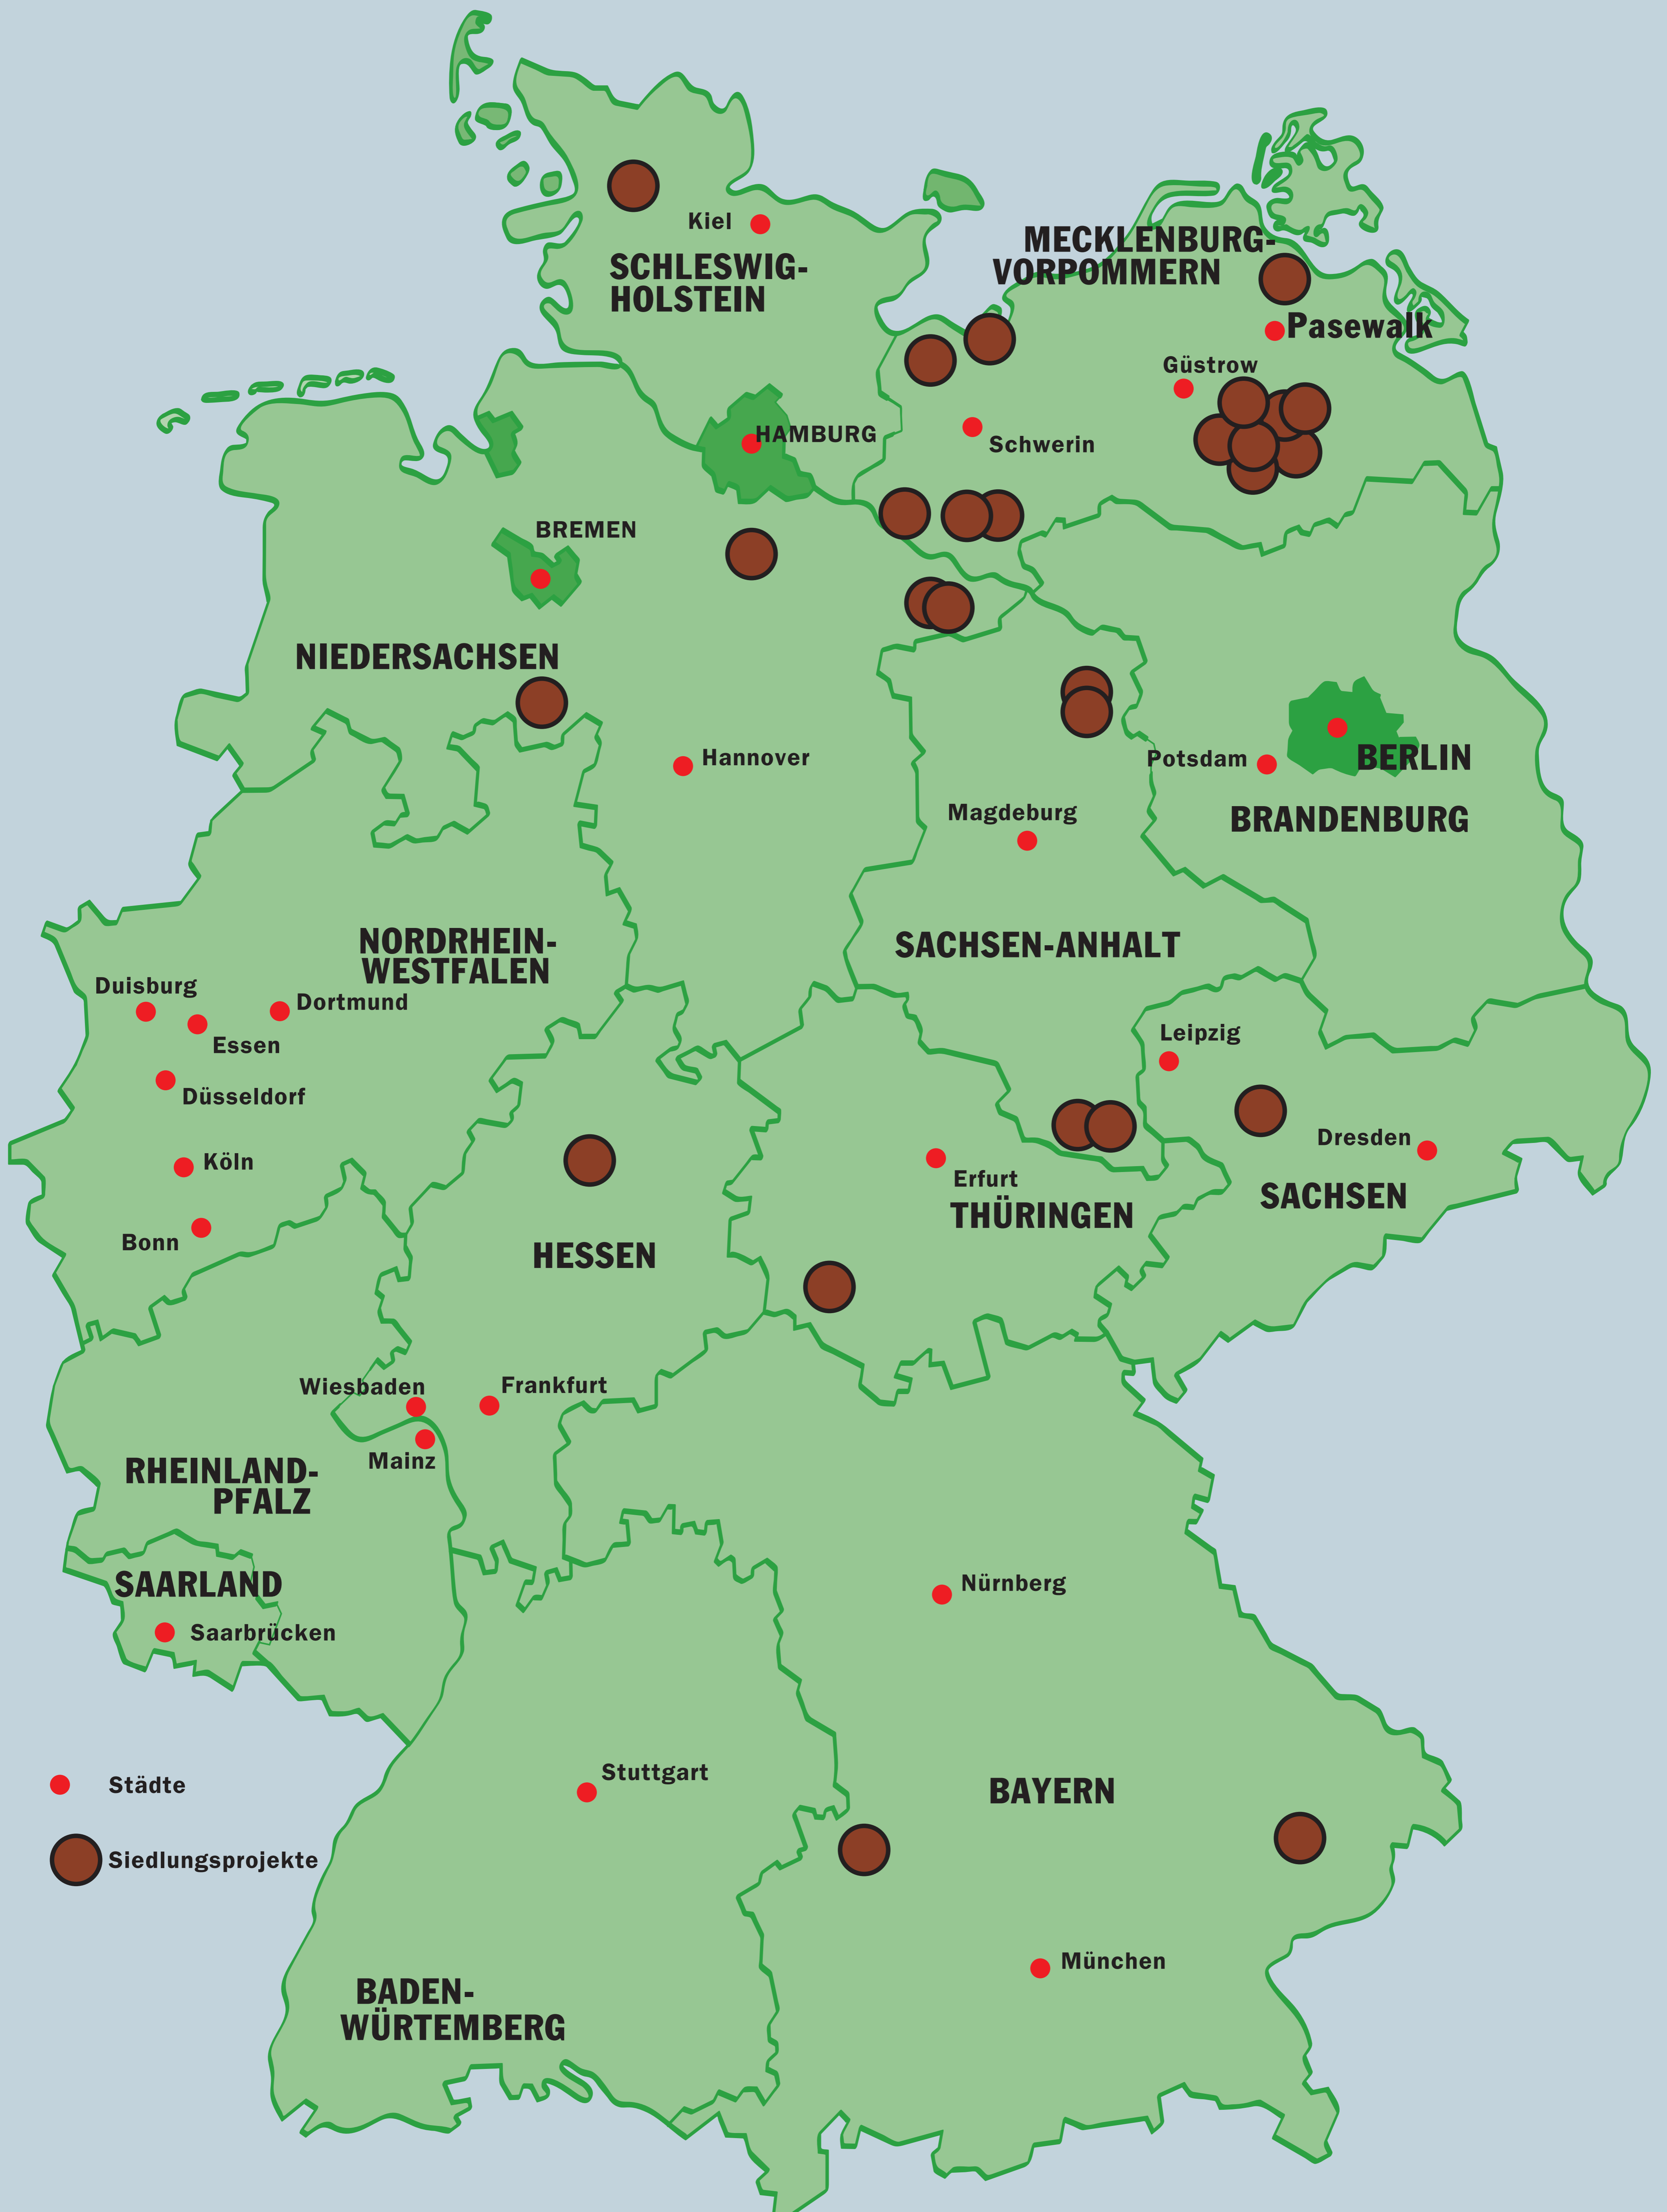 Kiel
SCHLESWIG-
HOLSTEIN
MECKLENBURG-
VORPOMMERN
Pasewalk
Güstrow
Schwerin
HAMBURG
BREMEN
NIEDERSACHSEN
Hannover
Potsdam
BERLIN
BRANDENBURG
Magdeburg
SACHSEN-ANHALT
NORDRHEIN-
WESTFALEN
Duisburg
Dortmund
Essen
Düsseldorf
Köln
Bonn
Leipzig
Dresden
SACHSEN
Erfurt
THÜRINGEN
HESSEN
Wiesbaden
Frankfurt
Mainz
RHEINLAND-
PFALZ
SAARLAND
Saarbrücken
Nürnberg
Stuttgart
BAYERN
Städte
Siedlungsprojekte
München
BADEN-
WÜRTEMBERG